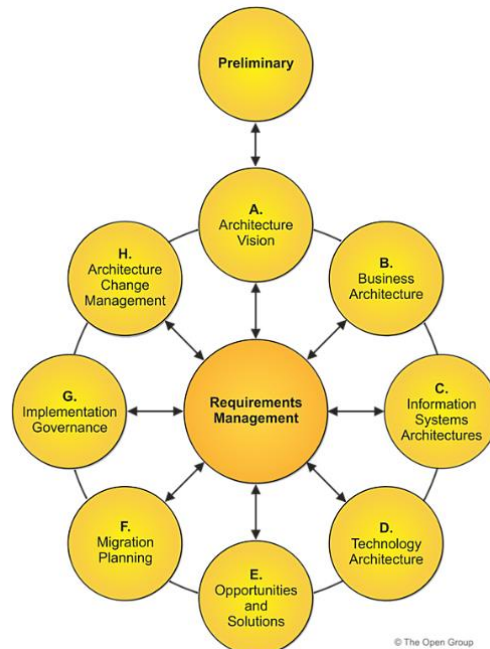 Preliminary
A.
Architecture
Vision
B.
Business
Architecture
C.
Information
Systems
Architectures
D.
Technology
Architecture
E.
Opportunities
and
Solutions
F.
Migration
Planning
G.
Implementation
Governance
H.
Architecture
Change
Management
Requirements
Management
© The Open Group